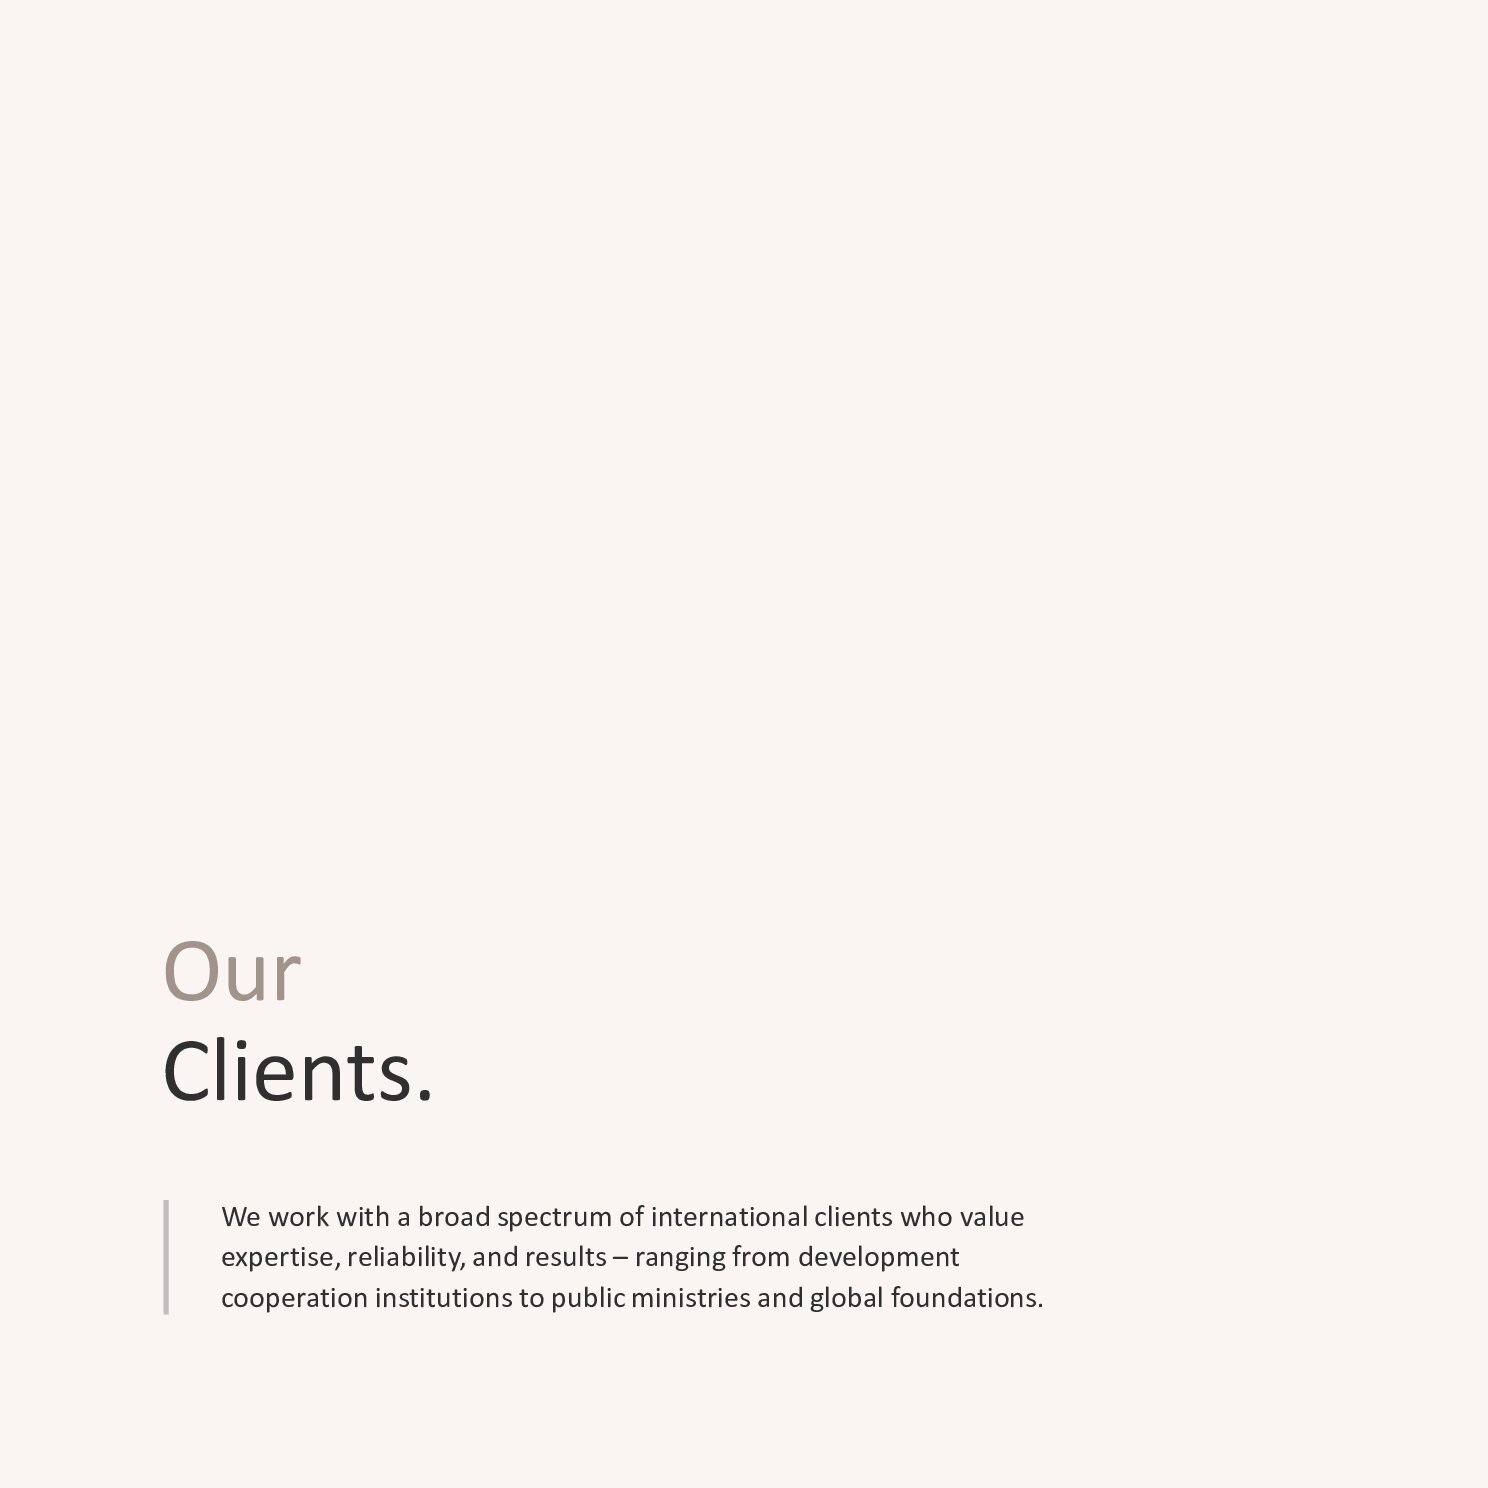 Our
Clients.
We work with a broad spectrum of international clients who value
expertise, reliability, and results – ranging from development
cooperation institutions to public ministries and global foundations.